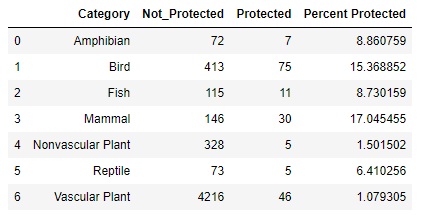 Category Not_Protected Protected Percent Protected
0 Amphibian 72 7 8.860759
1 Bird 413 75 15.368852
2 Fish 115 11 8.730159
3 Mammal 146 30 17.045455
4 Nonvascular Plant 328 5 1.501502
5 Reptile 73 5 6.410256
6 Vascular Plant 4216 46 1.079305